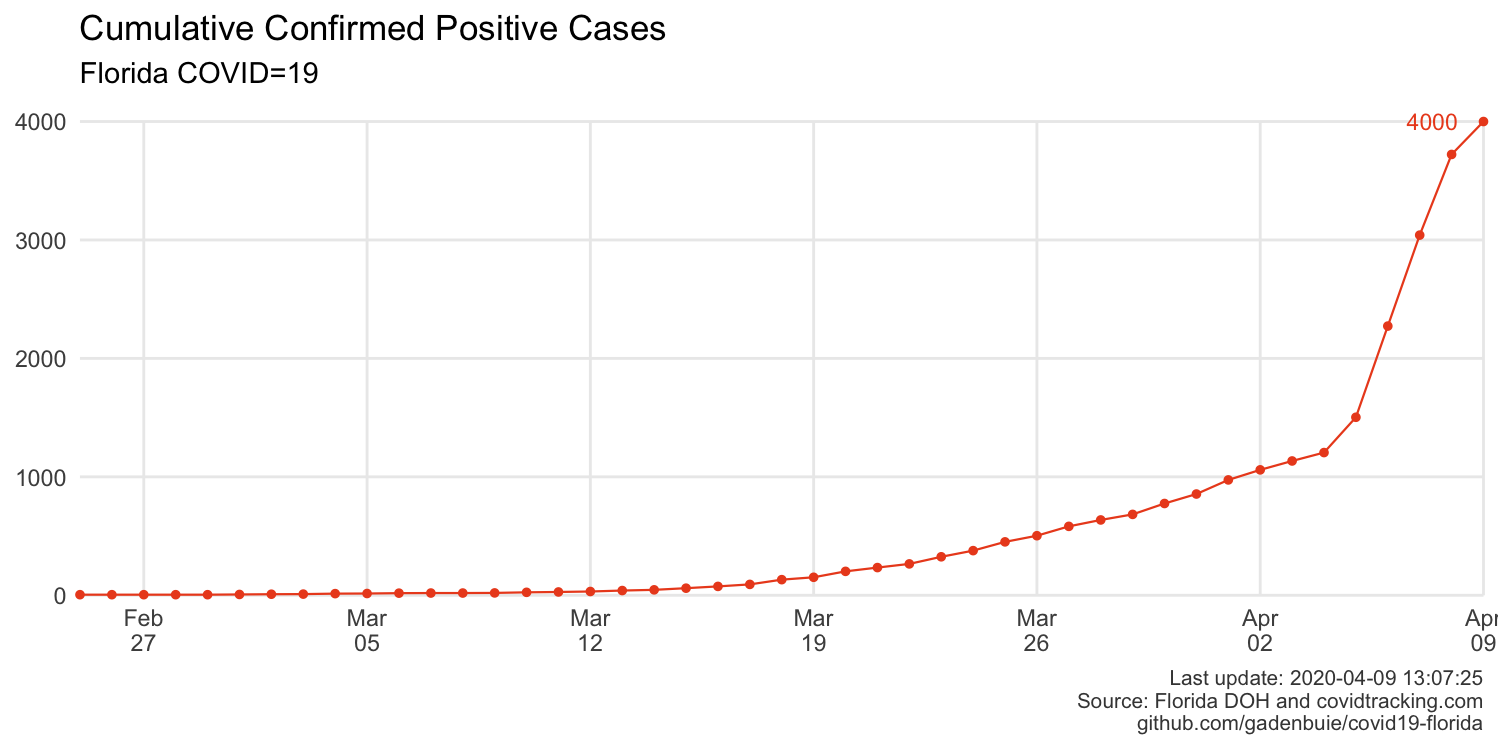 Cumulative Confirmed Positive Cases
Florida COVID=19
4000
4000
3000
2000
1000
0
Feb
27
Mar
05
Mar
12
Mar
19
Mar
26
Apr
02
Apr
09
Last update: 2020-04-09 13:07:25
Source: Florida DOH and covidtracking.com
github.com/gadenbuie/covid19-florida